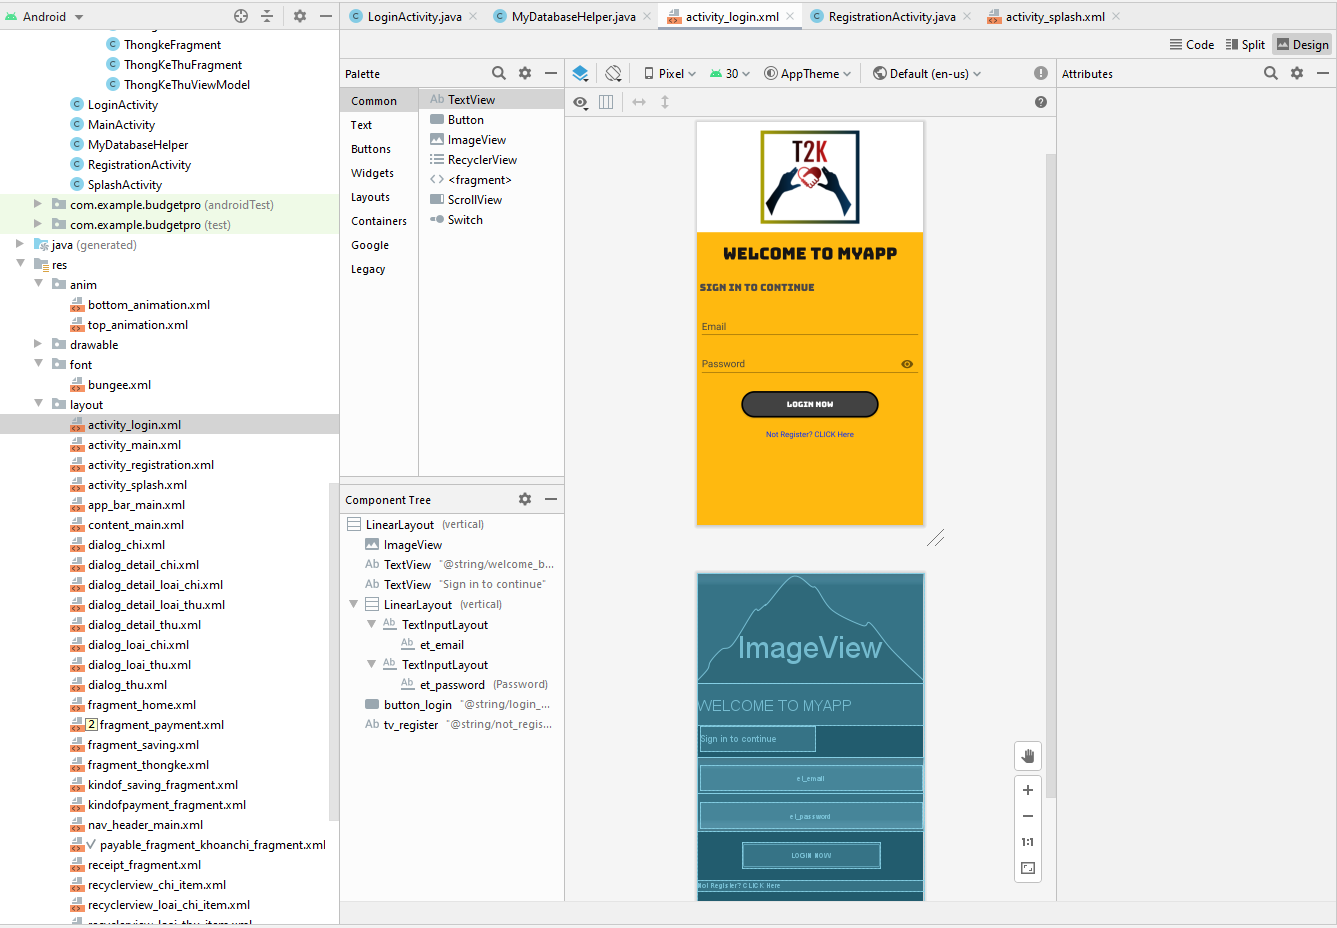 Android
LoginActivity.java
MyDatabaseHelper.java
activity_login.xml
RegistrationActivity.java
activity_splash.xml
Code
Split
Design
ThongkeFragment
ThongKeThuFragment
ThongKeThuViewModel
LoginActivity
MainActivity
MyDatabaseHelper
RegistrationActivity
SplashActivity
com.example.budgetpro (androidTest)
com.example.budgetpro (test)
java (generated)
res
anim
bottom_animation.xml
top_animation.xml
drawable
font
bungee.xml
layout
activity_login.xml
activity_main.xml
activity_registration.xml
activity_splash.xml
app_bar_main.xml
content_main.xml
dialog_chi.xml
dialog_detail_chi.xml
dialog_detail_loai_chi.xml
dialog_detail_loai_thu.xml
dialog_detail_thu.xml
dialog_loai_chi.xml
dialog_loai_thu.xml
dialog_thu.xml
fragment_home.xml
2 fragment_payment.xml
fragment_saving.xml
fragment_thongke.xml
kindof_saving_fragment.xml
kindofpayment_fragment.xml
nav_header_main.xml
payable_fragment_khoanchi_fragment.xml
receipt_fragment.xml
recyclerview_chi_item.xml
recyclerview_loai_chi_item.xml
Palette
Common
Text
Buttons
Widgets
Layouts
Containers
Google
Legacy
Ab TextView
Button
ImageView
RecyclerView
<fragment>
ScrollView
Switch
Component Tree
LinearLayout (vertical)
ImageView
Ab TextView "@string/welcome_b...
Ab TextView "Sign in to continue"
LinearLayout (vertical)
Ab TextInputLayout
Ab et_email
Ab TextInputLayout
Ab et_password (Password)
button_login "@string/login_...
Ab tv_register "@string/not_regis...
Pixel
30
AppTheme
Default (en-us)
T2K
WELCOME TO MYAPP
SIGN IN TO CONTINUE
Email
Password
LOGIN NOW
Not Register? CLICK Here
ImageView
WELCOME TO MYAPP
Sign in to continue
et_email
et_password
LOGIN NOW
Not Register? CLICK Here
1:1
Attributes